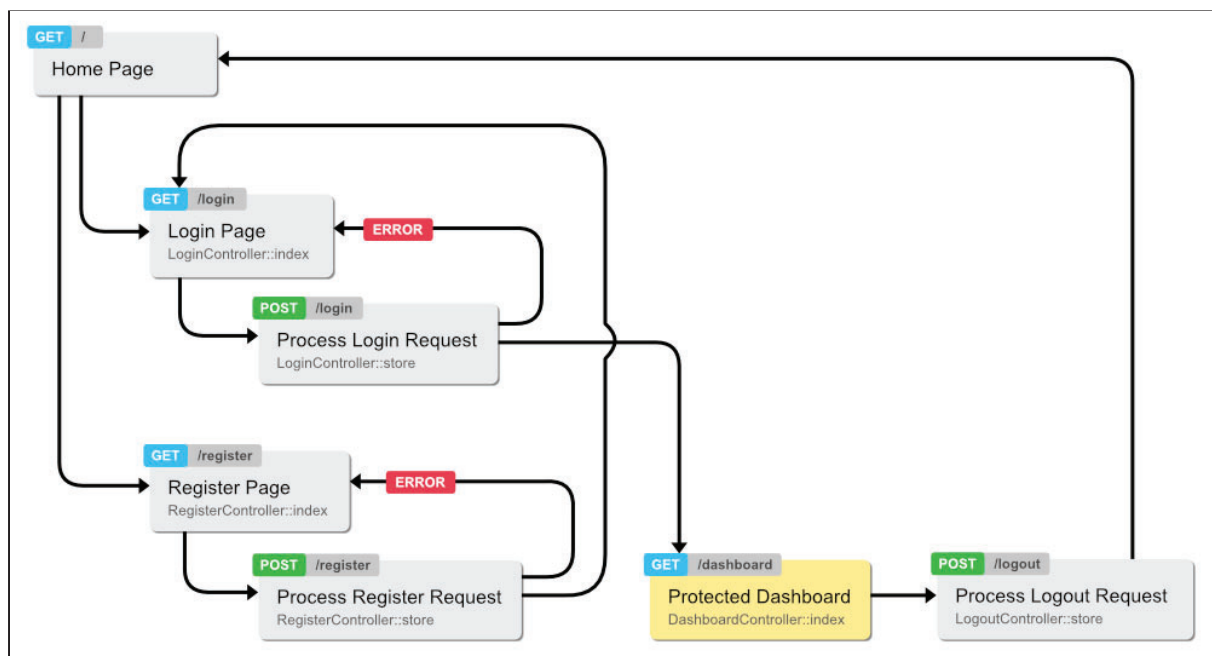 GET /
Home Page
GET /login
Login Page
LoginController::index
ERROR
POST /login
Process Login Request
LoginController::store
GET /register
Register Page
RegisterController::index
ERROR
POST /register
Process Register Request
RegisterController::store
GET /dashboard
Protected Dashboard
DashboardController::index
POST /logout
Process Logout Request
LogoutController::store